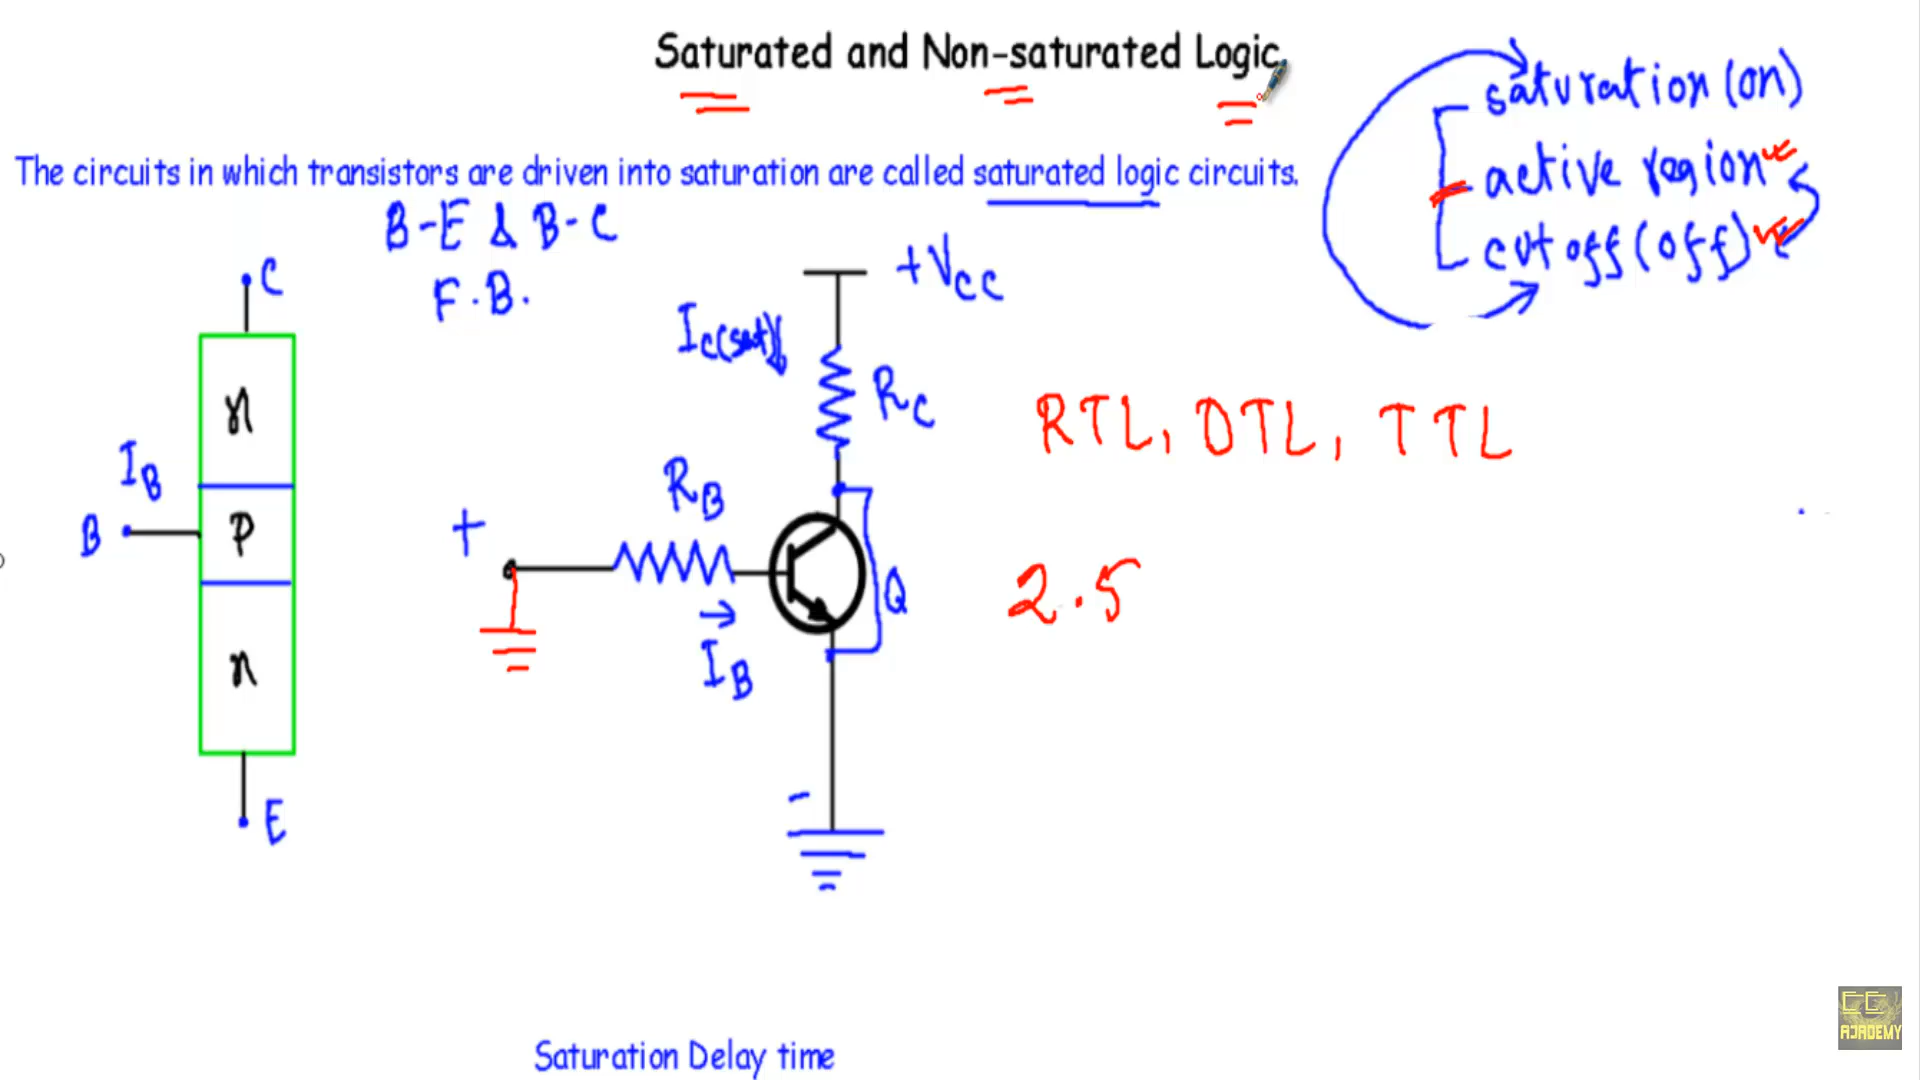 Saturated and Non-saturated Logic
saturation (on)
active region
cut off (off)
The circuits in which transistors are driven into saturation are called saturated logic circuits.
B-E & B-C
F.B.
C
+VCC
IC(sat)
n
RC
RTL, DTL, TTL
IB
RB
B
P
+
Q
2.5
n
IB
-
E
Saturation Delay time
EE
ACADEMY